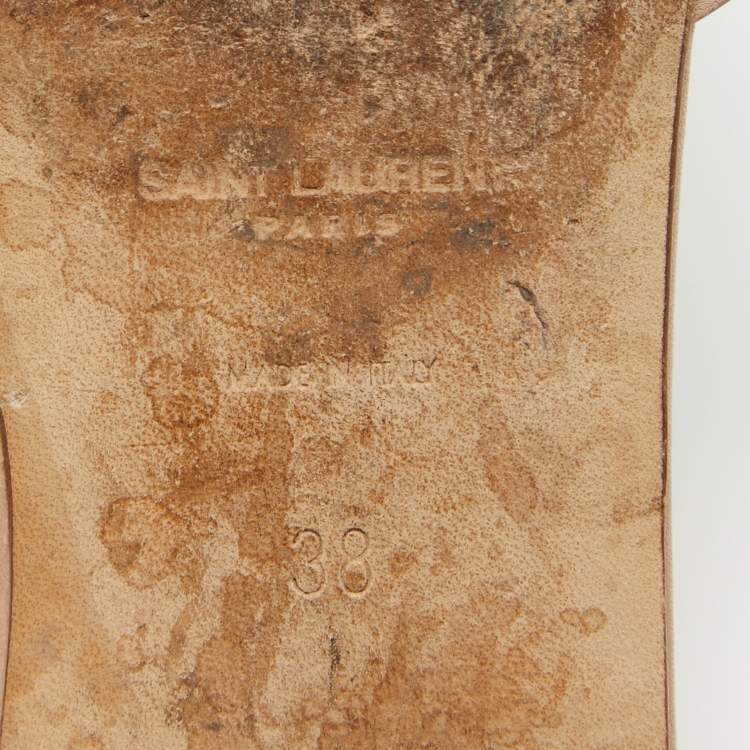 SAINT LAURENT
PARIS
MADE IN ITALY
38